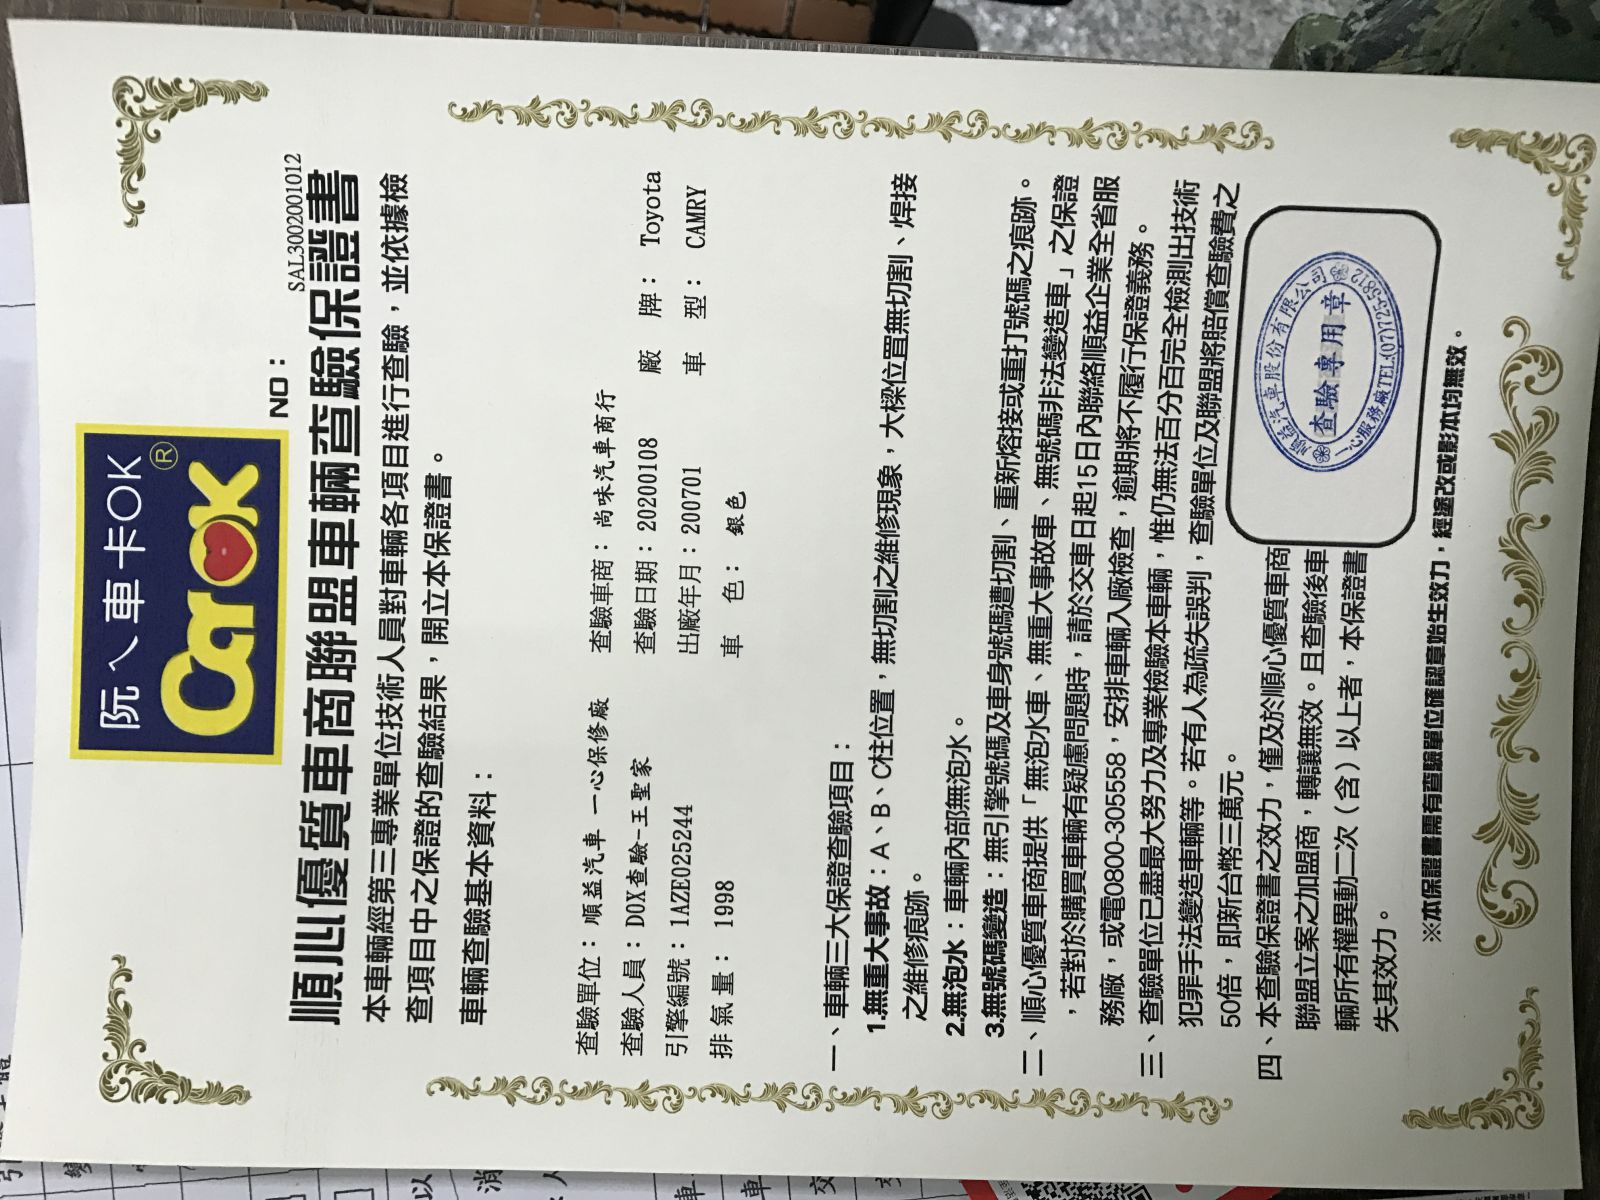 阮ㄟ車卡OK
CarOK®
NO：
SAL3002001012
順心優質車商聯盟車輛查驗保證書
本車輛經第三專業單位技術人員對車輛各項目進行查驗，並依據檢
查項目中之保證的查驗結果，開立本保證書。
車輛查驗基本資料：
查驗單位：順益汽車 一心保修廠 查驗車商：尚味汽車商行
查驗人員：DOX查驗-王聖家 查驗日期：20200108 廠 牌：Toyota
引擎編號：1AZE025244 出廠年月：200701 車 型：CAMRY
排 氣 量：1998 車 色：銀色
一、車輛三大保證查驗項目：
1.無重大事故：A、B、C柱位置，無切割之維修現象，大樑位置無切割、焊接
之維修痕跡。
2.無泡水：車輛內部無泡水。
3.無號碼變造：無引擎號碼及車身號碼遭切割、重新熔接或重打號碼之痕跡。
二、順心優質車商提供「無泡水車、無重大事故車、無號碼非法變造車」之保證
，若對於購買車輛有疑慮問題時，請於交車日起15日內聯絡順益企業全省服
務廠，或電0800-305558，安排車輛入廠檢查，逾期將不履行保證義務。
三、查驗單位已盡最大努力及專業檢驗本車輛，惟仍無法百分百完全檢測出技術
犯罪手法變造車輛等。若有人為疏失誤判，查驗單位及聯盟將賠償查驗費之
50倍，即新台幣三萬元。
四、本查驗保證書之效力，僅及於順心優質車商
聯盟立案之加盟商，轉讓無效。且查驗後車
輛所有權異動二次（含）以上者，本保證書
失其效力。
順益汽車股份有限公司
查驗專用章
一心服務廠TEL:(07)725-5812
※本保證書需有查驗單位確認章始生效力，經塗改或影本均無效。